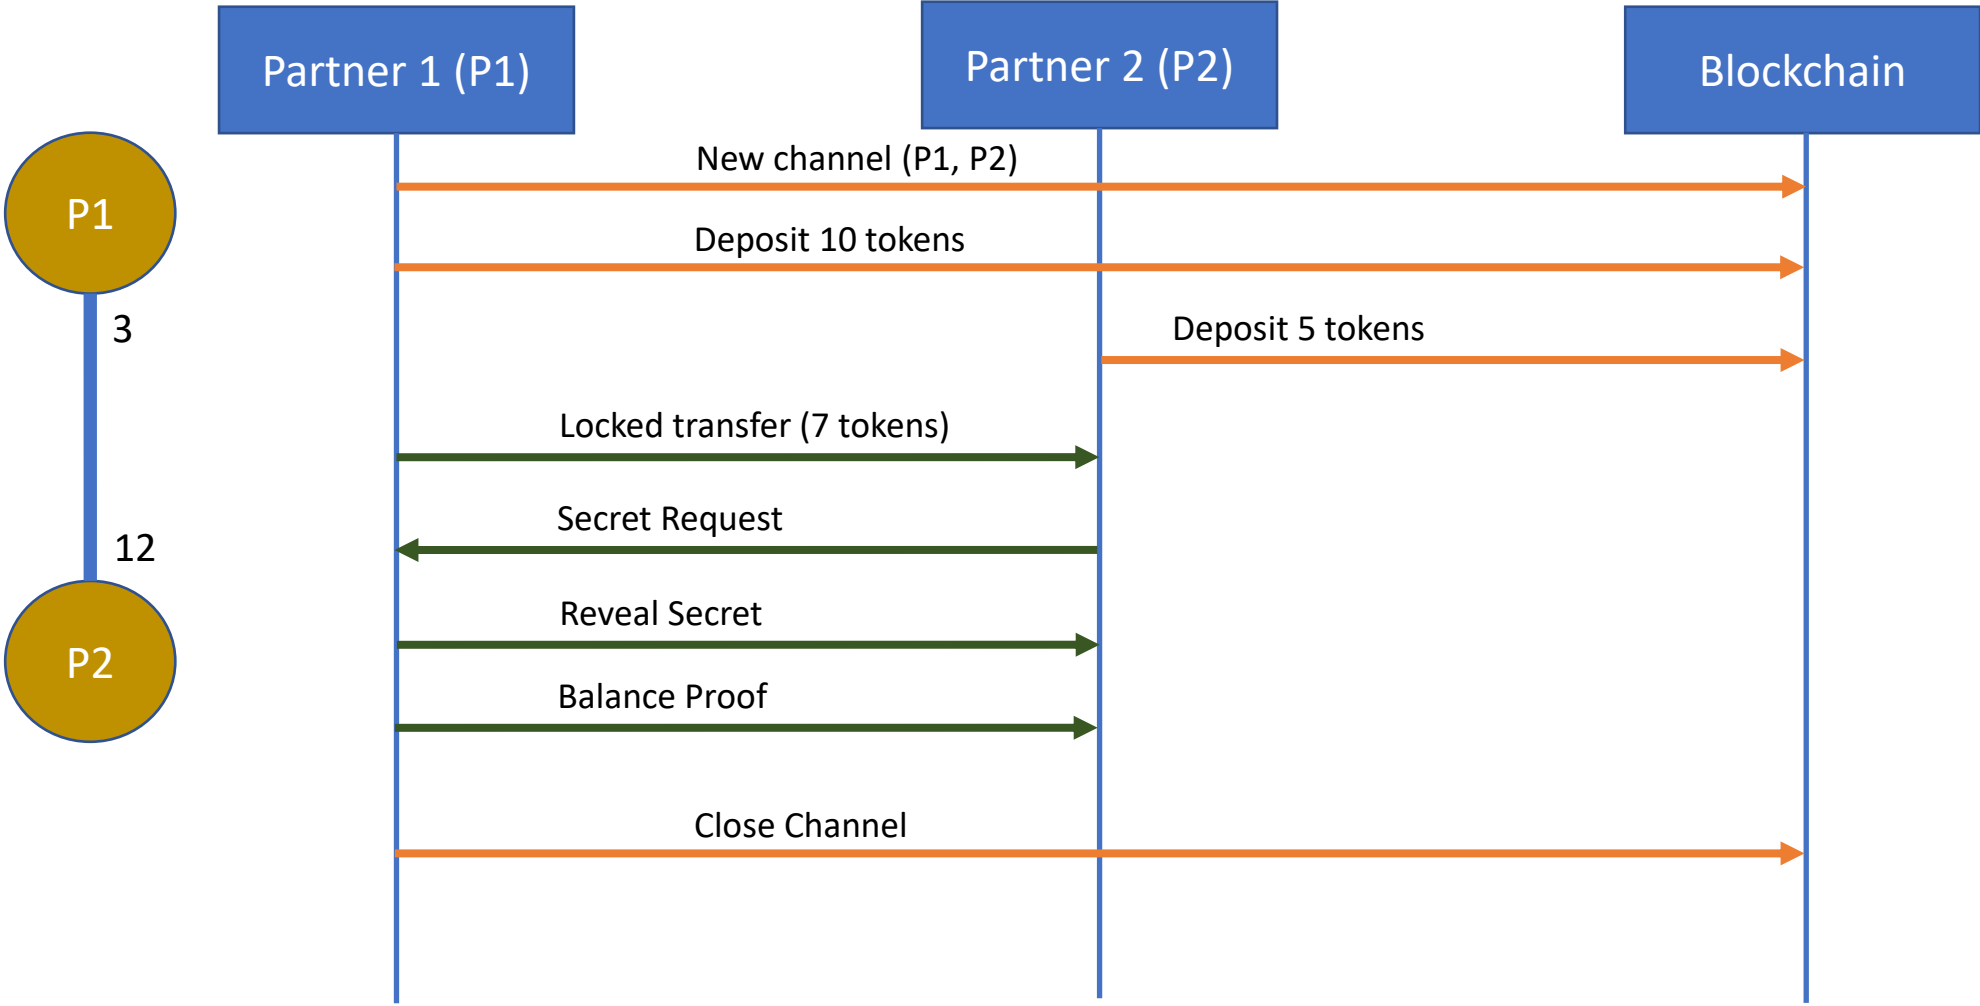 Partner 1 (P1)
Partner 2 (P2)
Blockchain
New channel (P1, P2)
P1
Deposit 10 tokens
3
Deposit 5 tokens
Locked transfer (7 tokens)
Secret Request
12
Reveal Secret
P2
Balance Proof
Close Channel